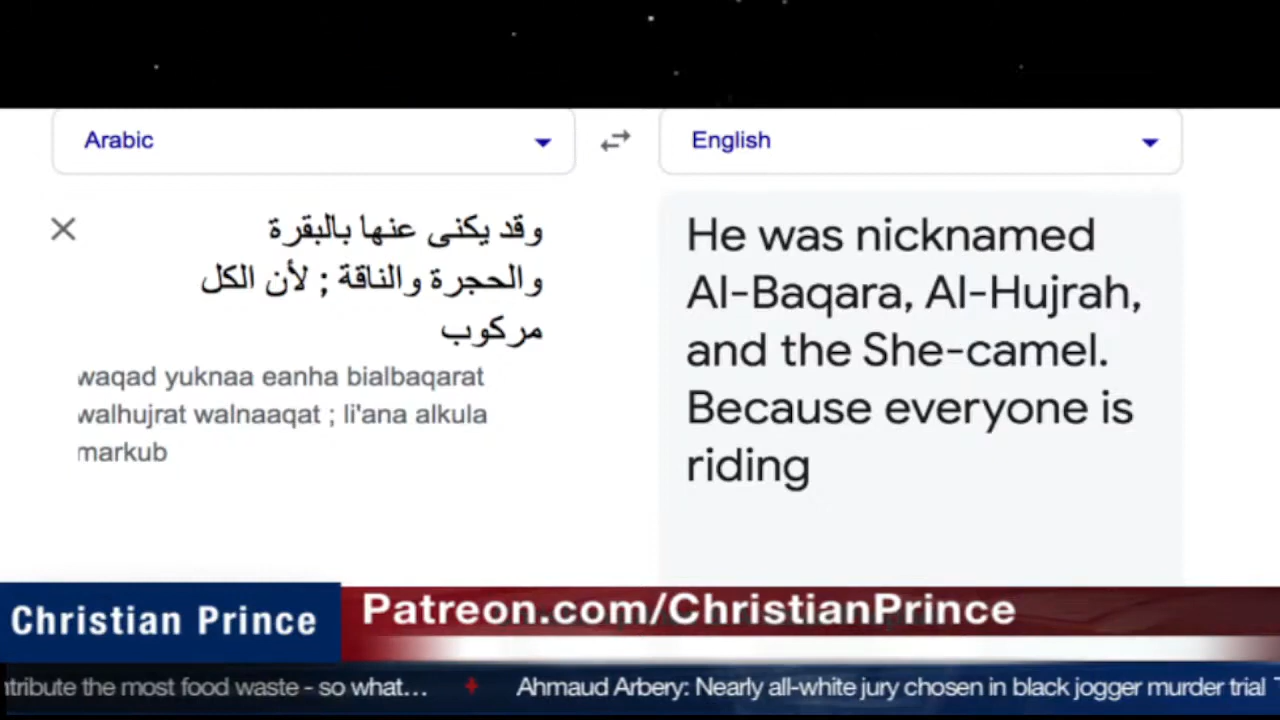 Arabic
English
وقد يكنى عنها بالبقرة
والحجرة والناقة ; لأن الكل
مركوب
waqad yuknaa eanha bialbaqarat
walhujrat walnaaqat ; li'ana alkula
markub
He was nicknamed
Al-Baqara, Al-Hujrah,
and the She-camel.
Because everyone is
riding
Christian Prince
Patreon.com/ChristianPrince
ntribute the most food waste - so what... Ahmaud Arbery: Nearly all-white jury chosen in black jogger murder trial